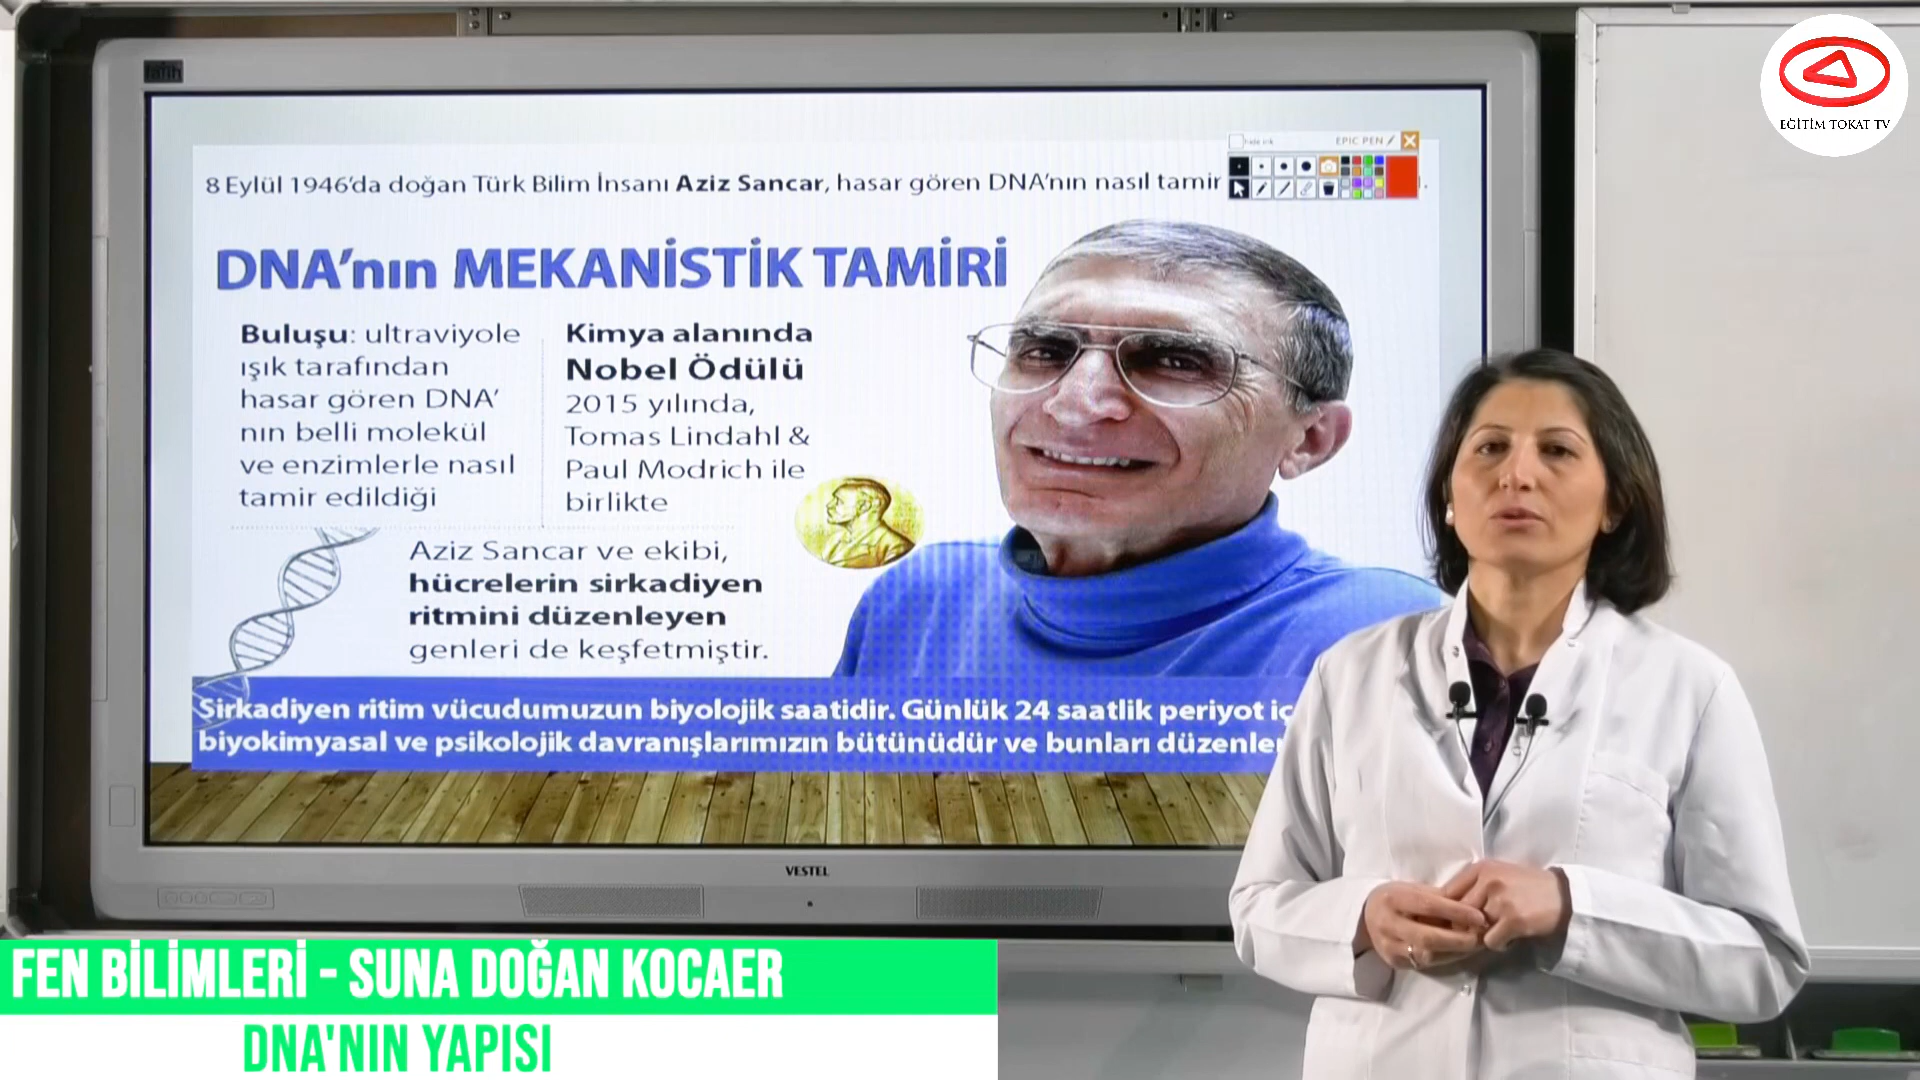 fatih
EĞİTİM TOKAT TV
EPIC PEN
8 Eylül 1946'da doğan Türk Bilim İnsanı Aziz Sancar, hasar gören DNA'nın nasıl tamir
DNA'nın MEKANİSTİK TAMİRİ
Buluşu: ultraviyole
ışık tarafından
hasar gören DNA'
nın belli molekül
ve enzimlerle nasıl
tamir edildiği
Kimya alanında
Nobel Ödülü
2015 yılında,
Tomas Lindahl &
Paul Modrich ile
birlikte
Aziz Sancar ve ekibi,
hücrelerin sirkadiyen
ritmini düzenleyen
genleri de keşfetmiştir.
Sirkadiyen ritim vücudumuzun biyolojik saatidir. Günlük 24 saatlik periyot iç
biyokimyasal ve psikolojik davranışlarımızın bütünüdür ve bunları düzenler
VESTEL
FEN BİLİMLERİ - SUNA DOĞAN KOCAER
DNA'NIN YAPISI